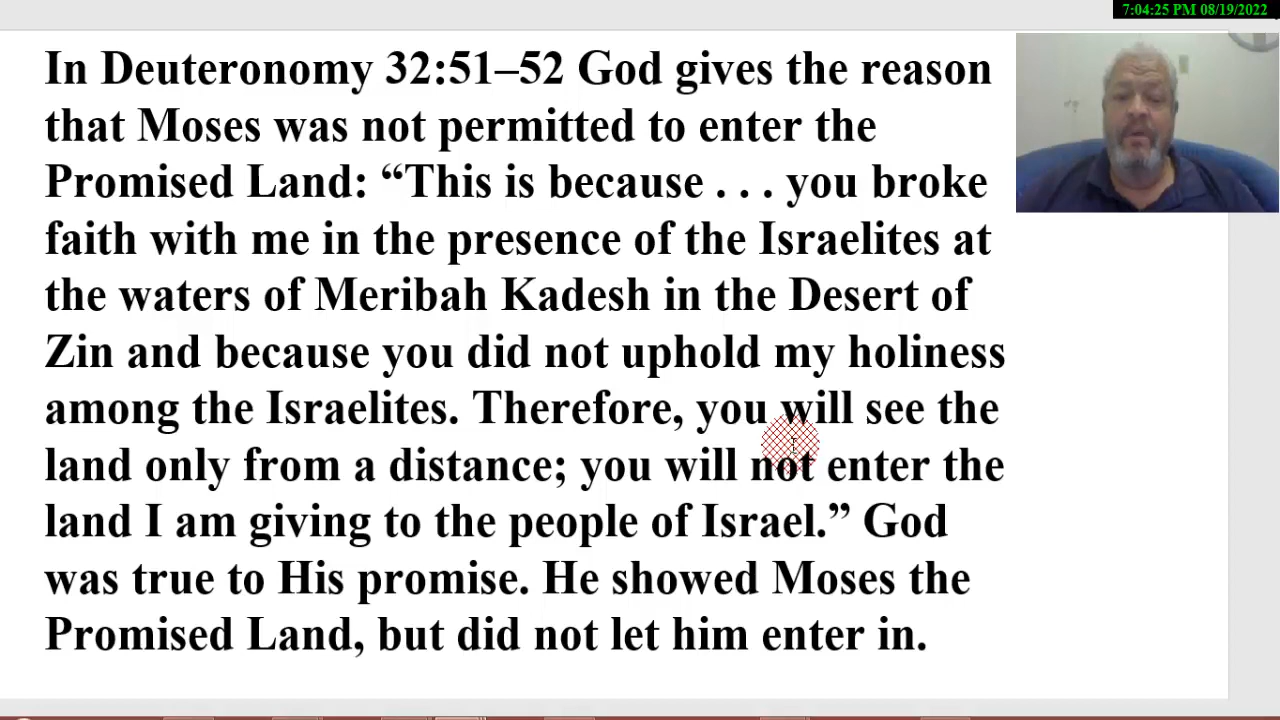 7:04:25 PM 08/19/2022
In Deuteronomy 32:51–52 God gives the reason
that Moses was not permitted to enter the
Promised Land: “This is because . . . you broke
faith with me in the presence of the Israelites at
the waters of Meribah Kadesh in the Desert of
Zin and because you did not uphold my holiness
among the Israelites. Therefore, you will see the
land only from a distance; you will not enter the
land I am giving to the people of Israel.” God
was true to His promise. He showed Moses the
Promised Land, but did not let him enter in.